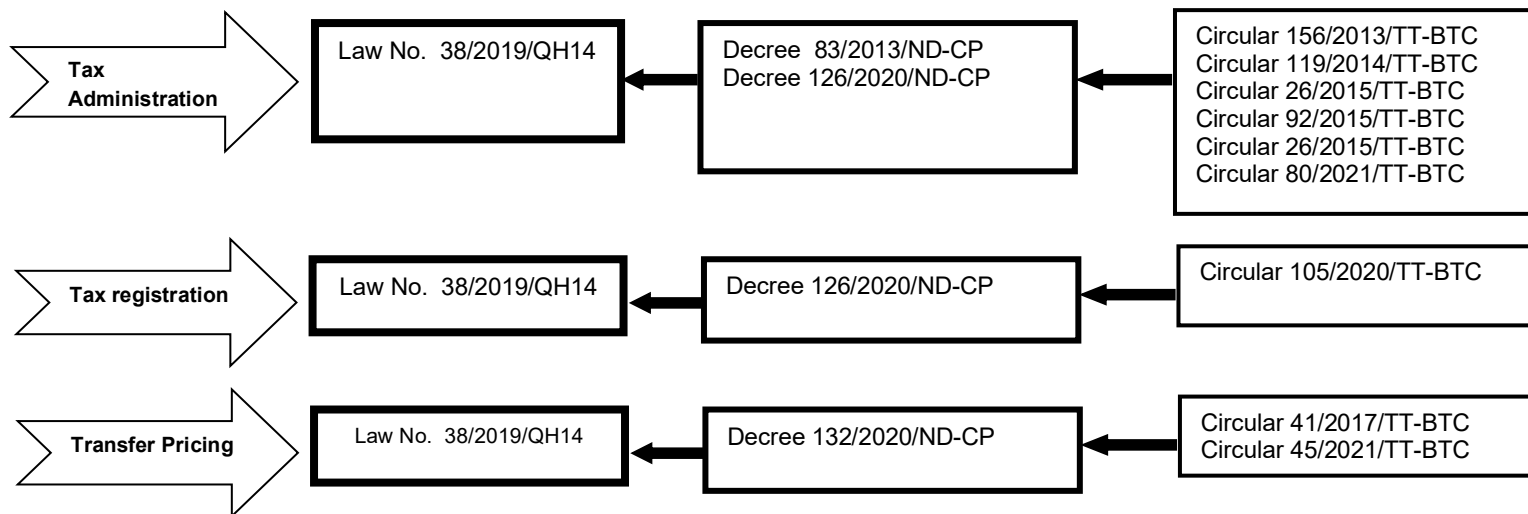 Tax
Administration
Law No. 38/2019/QH14
Decree 83/2013/ND-CP
Decree 126/2020/ND-CP
Circular 156/2013/TT-BTC
Circular 119/2014/TT-BTC
Circular 26/2015/TT-BTC
Circular 92/2015/TT-BTC
Circular 26/2015/TT-BTC
Circular 80/2021/TT-BTC
Tax registration
Law No. 38/2019/QH14
Decree 126/2020/ND-CP
Circular 105/2020/TT-BTC
Transfer Pricing
Law No. 38/2019/QH14
Decree 132/2020/ND-CP
Circular 41/2017/TT-BTC
Circular 45/2021/TT-BTC